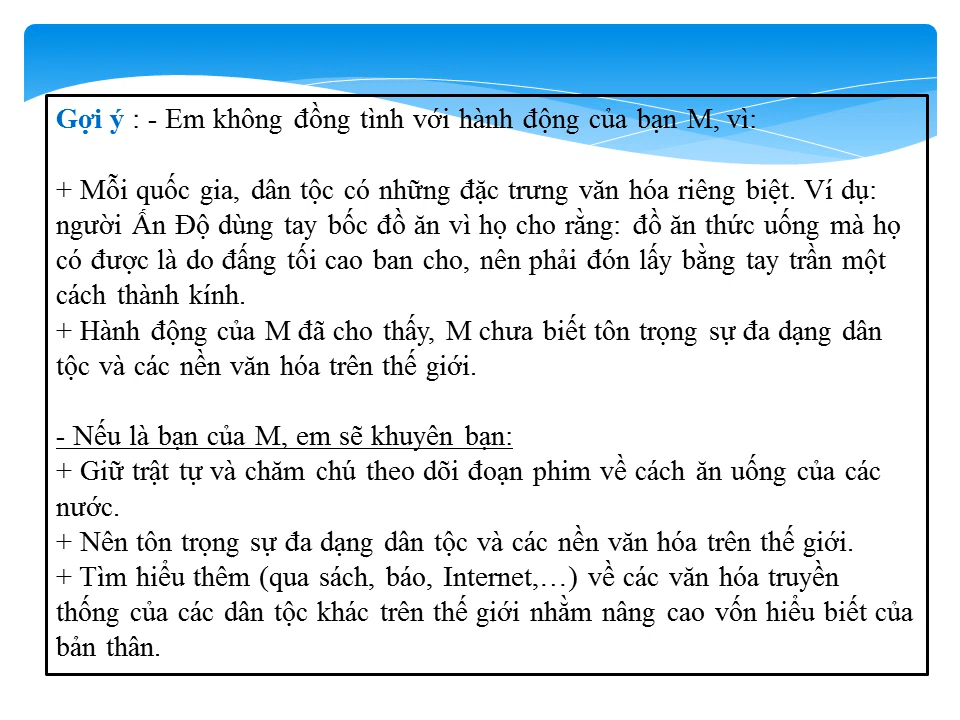 Gợi ý : - Em không đồng tình với hành động của bạn M, vì:
+ Mỗi quốc gia, dân tộc có những đặc trưng văn hóa riêng biệt. Ví dụ:
người Ấn Độ dùng tay bốc đồ ăn vì họ cho rằng: đồ ăn thức uống mà họ
có được là do đấng tối cao ban cho, nên phải đón lấy bằng tay trần một
cách thành kính.
+ Hành động của M đã cho thấy, M chưa biết tôn trọng sự đa dạng dân
tộc và các nền văn hóa trên thế giới.
- Nếu là bạn của M, em sẽ khuyên bạn:
+ Giữ trật tự và chăm chú theo dõi đoạn phim về cách ăn uống của các
nước.
+ Nên tôn trọng sự đa dạng dân tộc và các nền văn hóa trên thế giới.
+ Tìm hiểu thêm (qua sách, báo, Internet,…) về các văn hóa truyền
thống của các dân tộc khác trên thế giới nhằm nâng cao vốn hiểu biết của
bản thân.